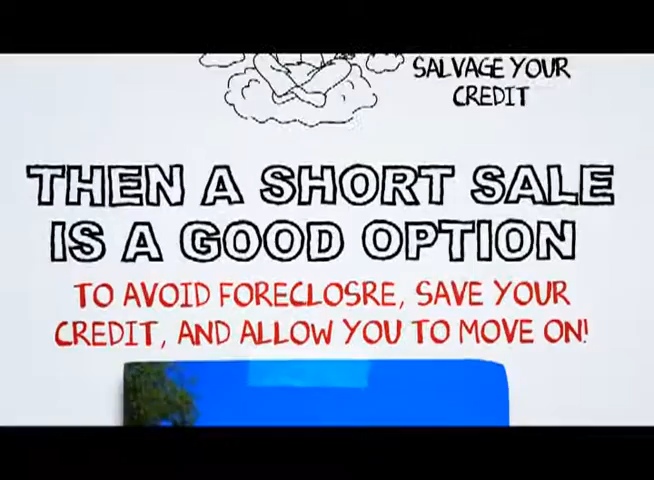 SALVAGE YOUR
CREDIT
THEN A SHORT SALE
IS A GOOD OPTION
TO AVOID FORECLOSRE, SAVE YOUR
CREDIT, AND ALLOW YOU TO MOVE ON!